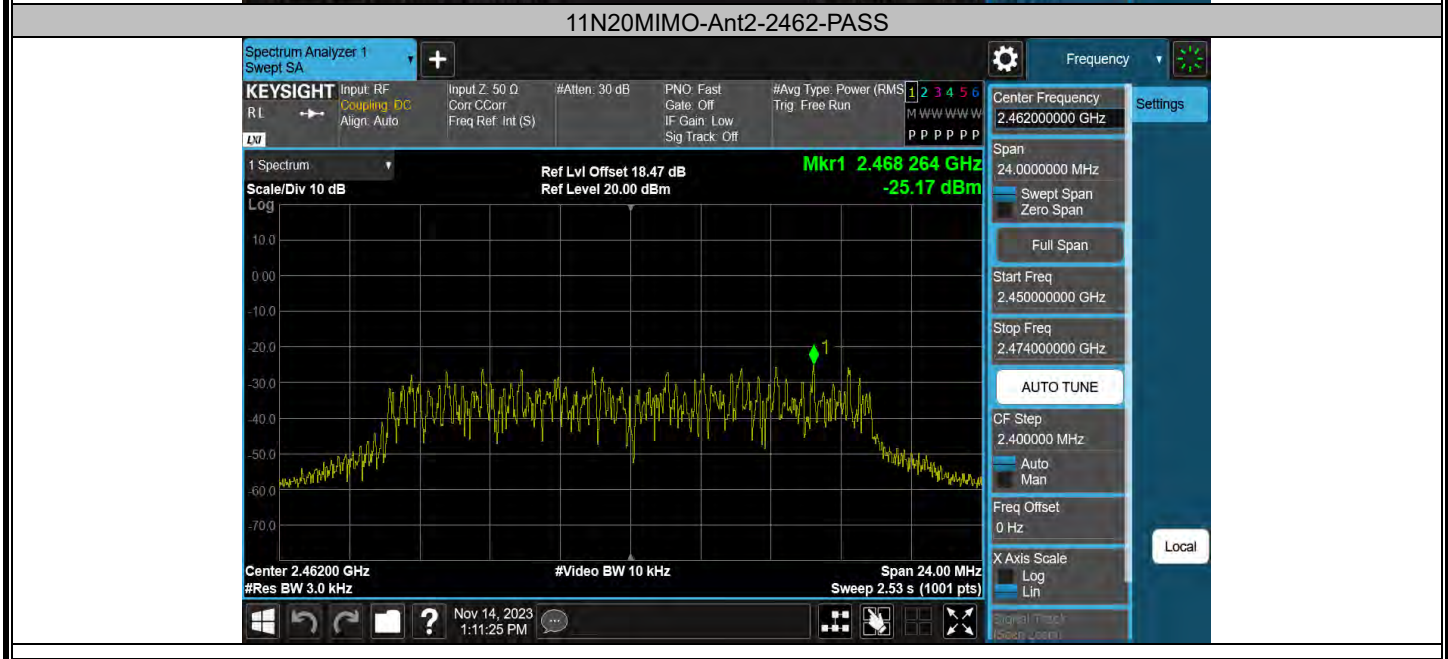 11N20MIMO-Ant2-2462-PASS
Spectrum Analyzer 1
Swept SA
Frequency
KEYSIGHT
RL
LXI
Input: RF
Coupling: DC
Align: Auto
Input Z: 50 Ω
Corr CCorr
Freq Ref: Int (S)
#Atten: 30 dB
PNO: Fast
Gate: Off
IF Gain: Low
Sig Track: Off
#Avg Type: Power (RMS
Trig: Free Run
1 2 3 4 5 6
M W W W W W
P P P P P P
Center Frequency
2.462000000 GHz
Settings
1 Spectrum
Scale/Div 10 dB
Log
Ref Lvl Offset 18.47 dB
Ref Level 20.00 dBm
Mkr1 2.468 264 GHz
-25.17 dBm
Span
24.0000000 MHz
Swept Span
Zero Span
Full Span
Start Freq
2.450000000 GHz
Stop Freq
2.474000000 GHz
AUTO TUNE
CF Step
2.400000 MHz
Auto
Man
Freq Offset
0 Hz
X Axis Scale
Log
Lin
Signal Track
(Span Zoom)
Local
10.0
0.00
-10.0
-20.0
-30.0
-40.0
-50.0
-60.0
-70.0
1
Center 2.46200 GHz
#Res BW 3.0 kHz
#Video BW 10 kHz
Span 24.00 MHz
Sweep 2.53 s (1001 pts)
?
Nov 14, 2023
1:11:25 PM